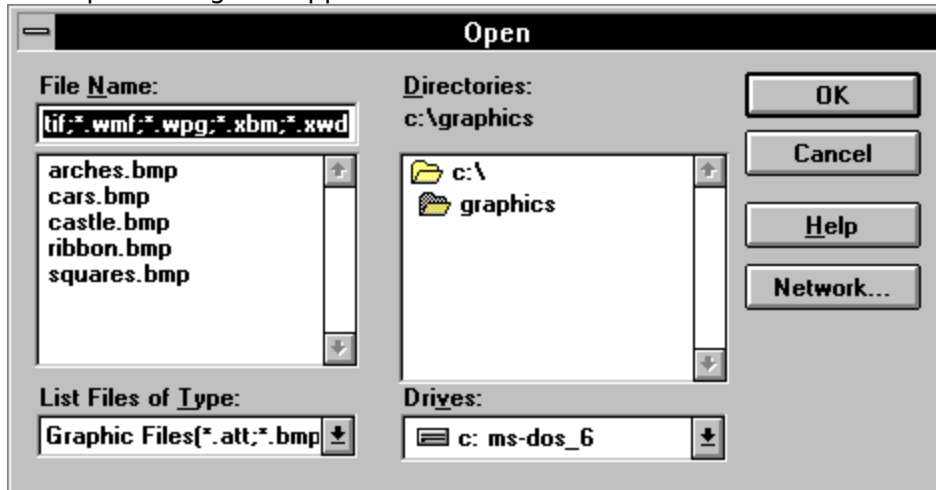 Open
File Name:
tif;*.wmf;*.wpg;*.xbm;*.xwd
arches.bmp
cars.bmp
castle.bmp
ribbon.bmp
squares.bmp
List Files of Type:
Graphic Files(*.att;*.bmp
Directories:
c:\graphics
c:\
graphics
Drives:
c: ms-dos_6
OK
Cancel
Help
Network...